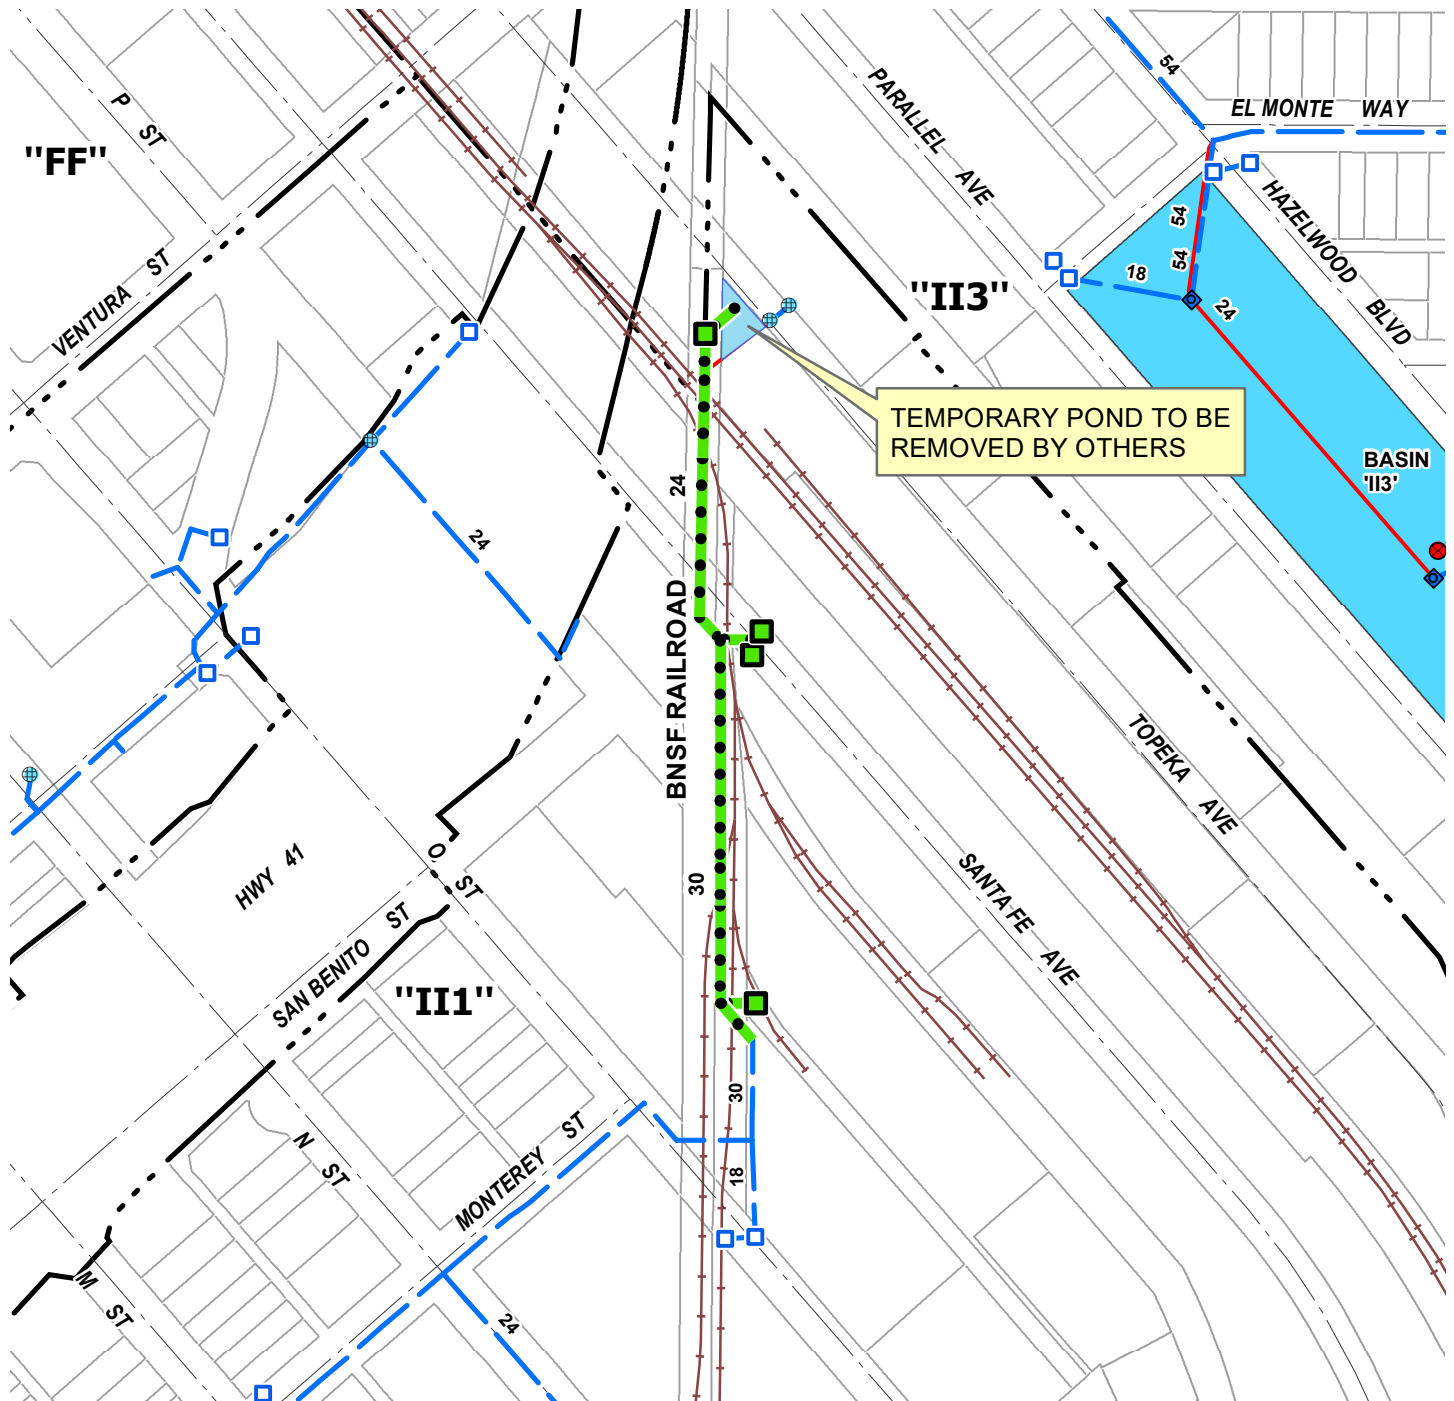 54
EL MONTE WAY
PARALLEL AVE
P ST
"FF"
HAZELWOOD BLVD
54
54
18
24
VENTURA ST
"II3"
TEMPORARY POND TO BE
REMOVED BY OTHERS
BASIN
'II3'
24
24
BNSF RAILROAD
TOPEKA AVE
HWY 41
O ST
30
SANTA FE AVE
SAN BENITO ST
"II1"
30
N ST
MONTEREY ST
18
M ST
24